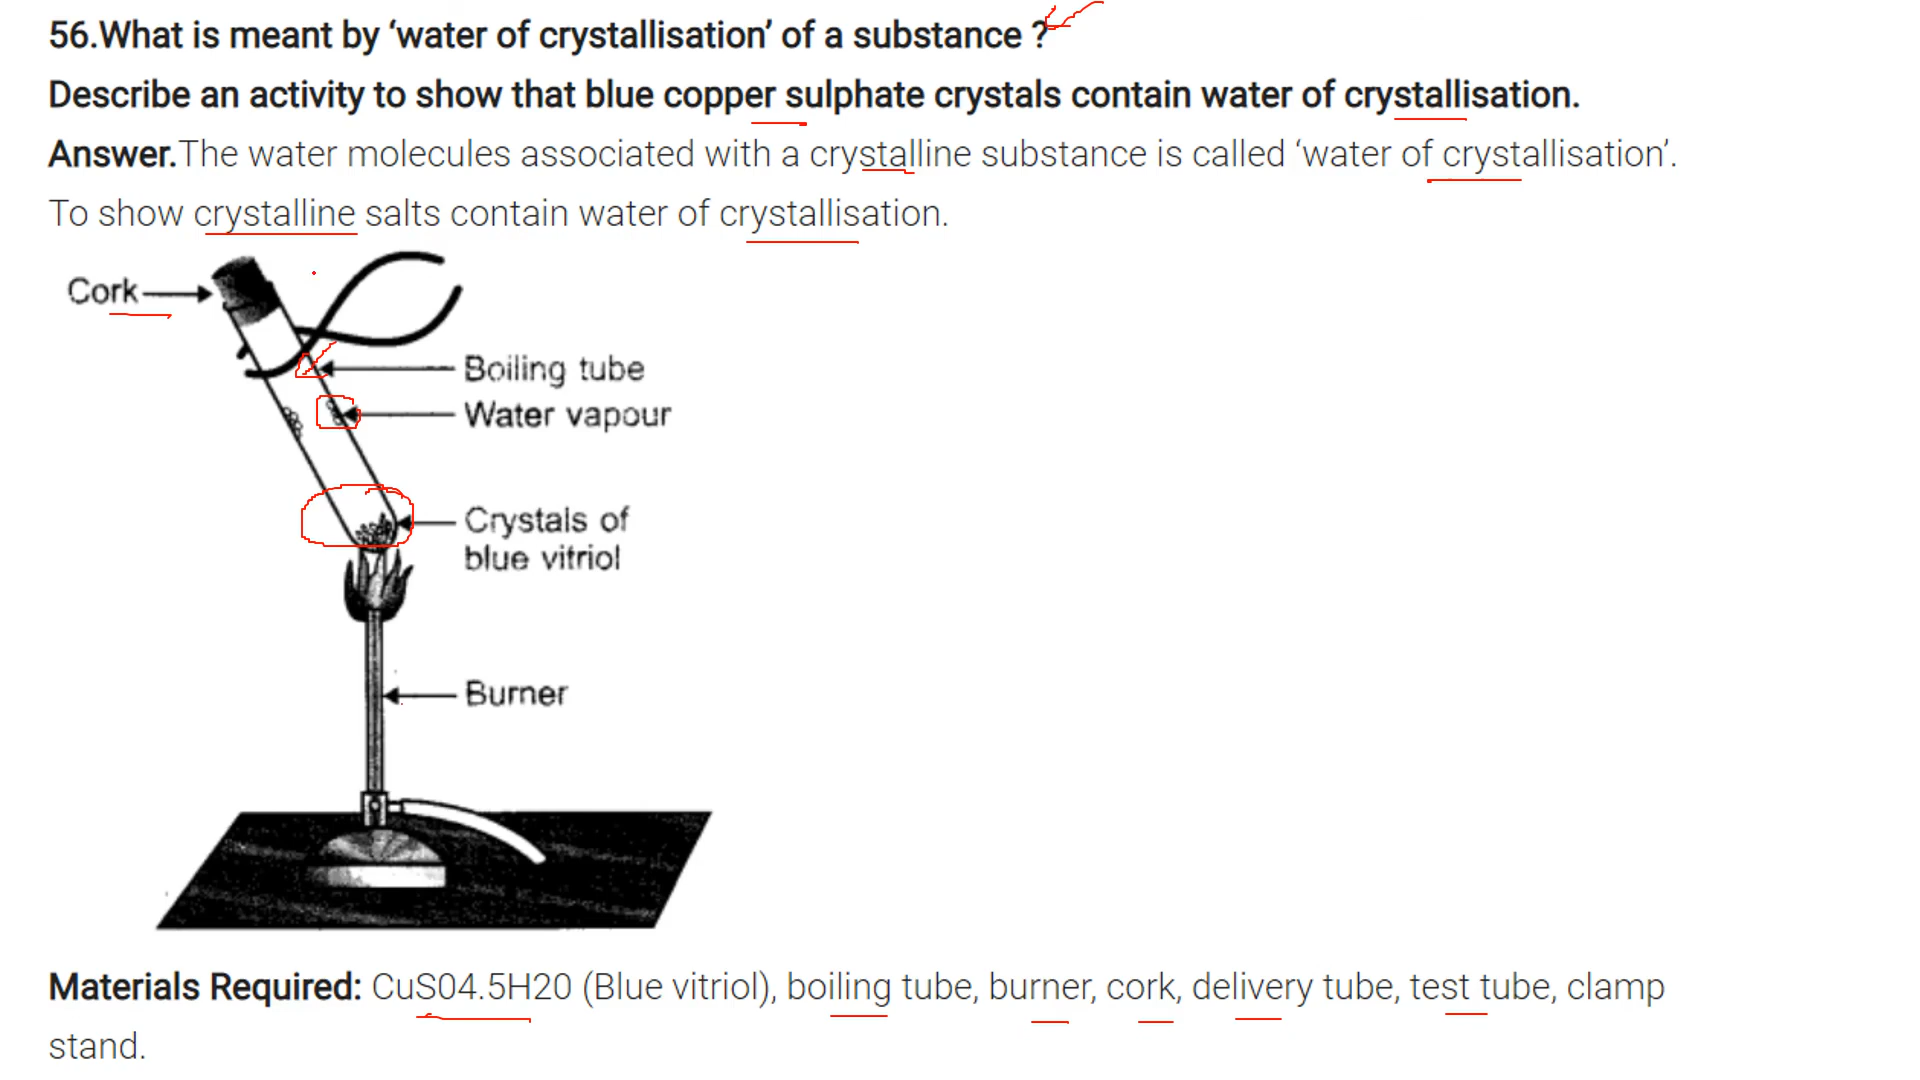 56.What is meant by ‘water of crystallisation’ of a substance ?
Describe an activity to show that blue copper sulphate crystals contain water of crystallisation.
Answer.The water molecules associated with a crystalline substance is called ‘water of crystallisation’.
To show crystalline salts contain water of crystallisation.
Cork
Boiling tube
Water vapour
Crystals of
blue vitriol
Burner
Materials Required: CuS04.5H20 (Blue vitriol), boiling tube, burner, cork, delivery tube, test tube, clamp
stand.